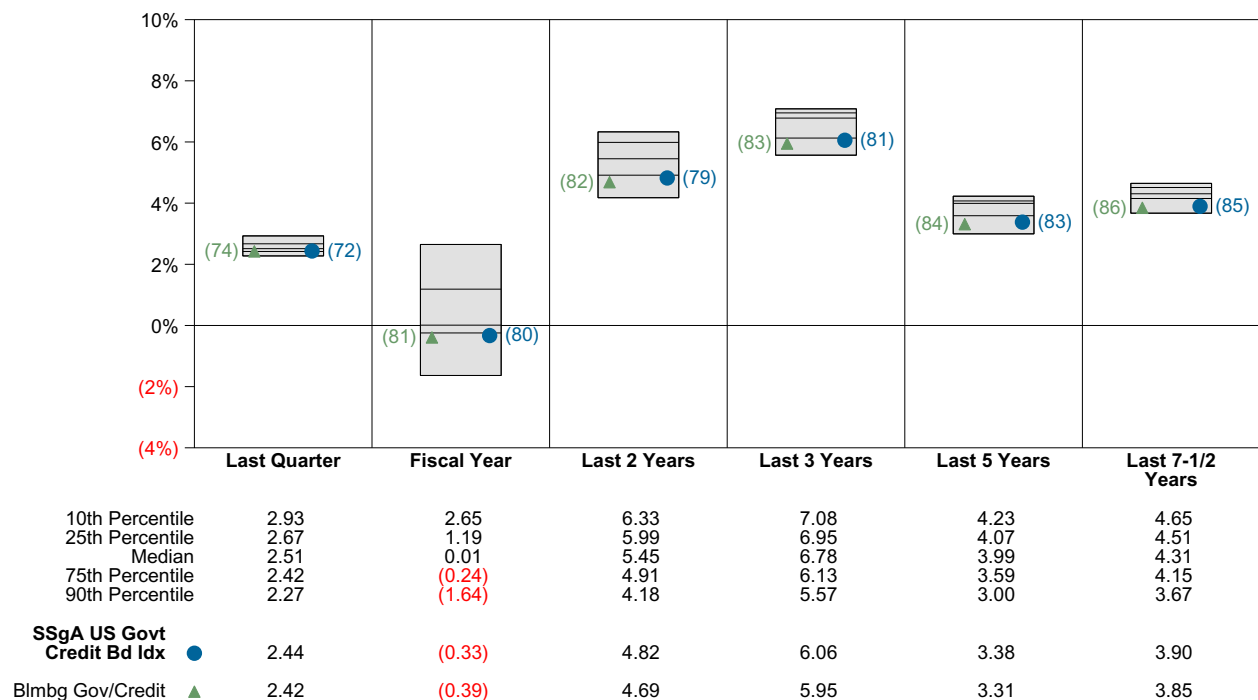 10%
8%
6%
4%
2%
0%
(2%)
(4%)
(74) (72)
(81) (80)
(82) (79)
(83) (81)
(84) (83)
(86) (85)
Last Quarter Fiscal Year Last 2 Years Last 3 Years Last 5 Years Last 7-1/2
Years
10th Percentile 2.93 2.65 6.33 7.08 4.23 4.65
25th Percentile 2.67 1.19 5.99 6.95 4.07 4.51
Median 2.51 0.01 5.45 6.78 3.99 4.31
75th Percentile 2.42 (0.24) 4.91 6.13 3.59 4.15
90th Percentile 2.27 (1.64) 4.18 5.57 3.00 3.67
SSgA US Govt
Credit Bd Idx 2.44 (0.33) 4.82 6.06 3.38 3.90
Blmbg Gov/Credit 2.42 (0.39) 4.69 5.95 3.31 3.85